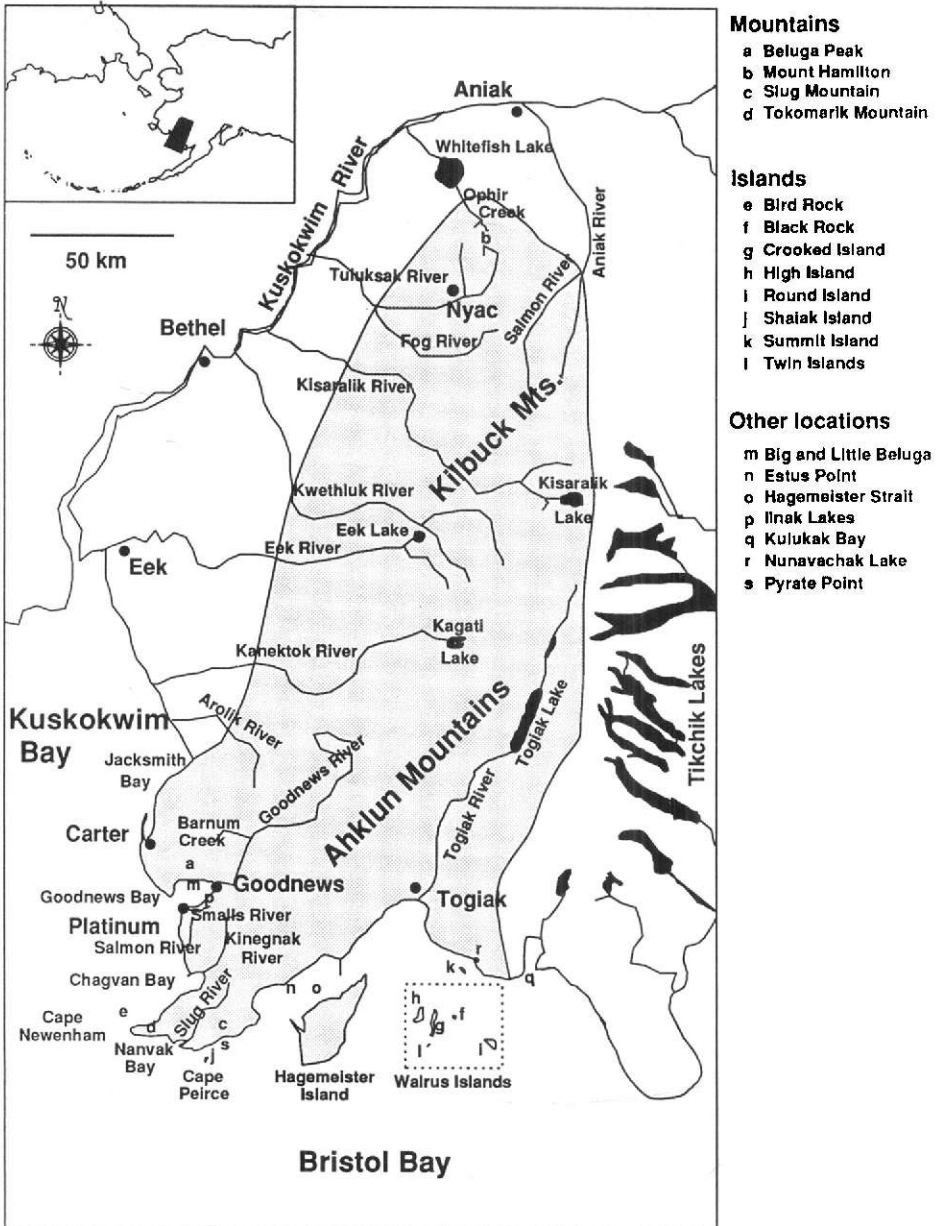 Aniak
Whitefish Lake
Ophir
Creek
b
Aniak River
Kuskokwim River
50 km
N
Tuluksak River
Nyac
Salmon River
Bethel
Fog River
Kisaralik River
Kilbuck Mts.
Kisaralik
Lake
Kwethluk River
Eek Lake
Eek River
Eek
Kagati
Lake
Kanektok River
Arolik River
Kuskokwim
Bay
Jacksmith
Bay
Goodnews River
Ahklun Mountains
Togiak Lake
Togiak River
Tikchik Lakes
Barnum
Creek
Carter
a
m
Goodnews
Goodnews Bay
p
Togiak
Smalls River
Platinum
Salmon River
Kinegnak
River
Chagvan Bay
r
k
q
n
o
Slug River
e
Cape
Newenham
d
c
s
Nanvak
Bay
j
Cape
Peirce
Hagemeister
Island
h
g
f
l
i
Walrus Islands
Bristol Bay
Mountains
a Beluga Peak
b Mount Hamilton
c Slug Mountain
d Tokomarik Mountain
Islands
e Bird Rock
f Black Rock
g Crooked Island
h High Island
i Round Island
j Shaiak Island
k Summit Island
l Twin Islands
Other locations
m Big and Little Beluga
n Estus Point
o Hagemeister Strait
p Ilnak Lakes
q Kulukak Bay
r Nunavachak Lake
s Pyrate Point